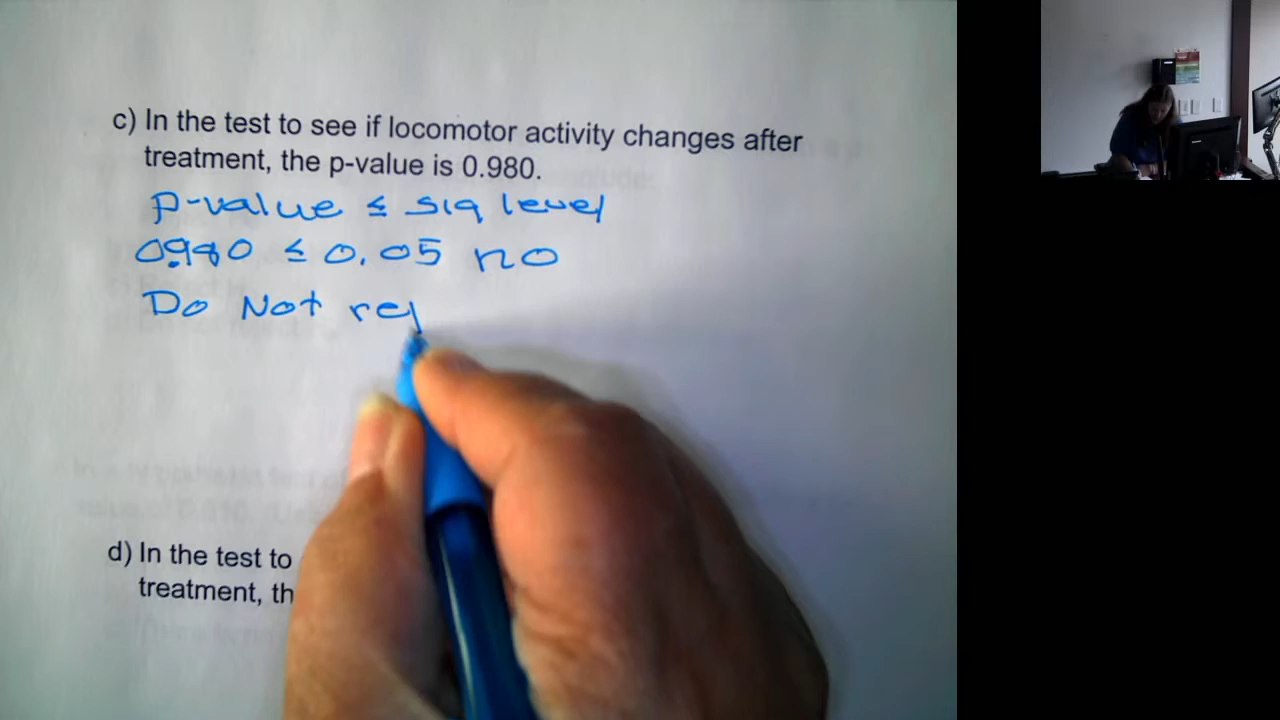 c) In the test to see if locomotor activity changes after
treatment, the p-value is 0.980.
p-value ≤ sig level
0.980 ≤ 0.05 no
Do Not rej
d) In the test to
treatment, th